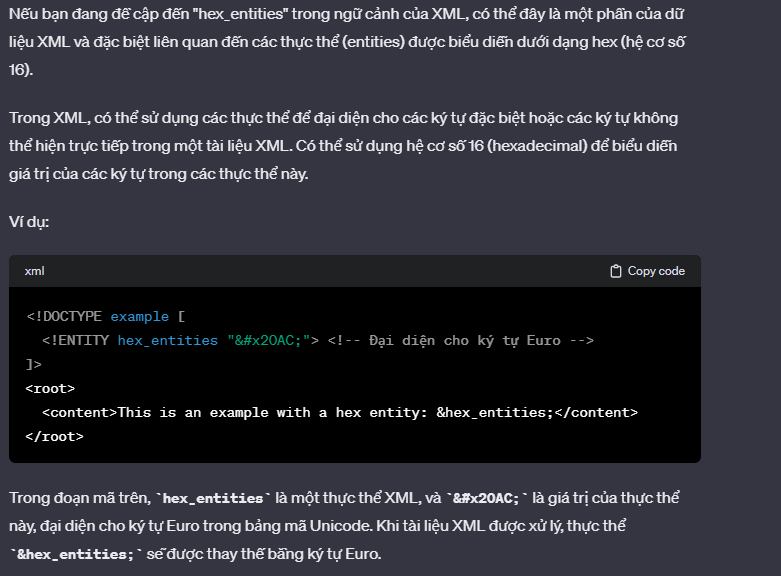 Nếu bạn đang đề cập đến "hex_entities" trong ngữ cảnh của XML, có thể đây là một phần của dữ
liệu XML và đặc biệt liên quan đến các thực thể (entities) được biểu diễn dưới dạng hex (hệ cơ số
16).
Trong XML, có thể sử dụng các thực thể để đại diện cho các ký tự đặc biệt hoặc các ký tự không
thể hiện trực tiếp trong một tài liệu XML. Có thể sử dụng hệ cơ số 16 (hexadecimal) để biểu diễn
giá trị của các ký tự trong các thực thể này.
Ví dụ:
xml Copy code
<!DOCTYPE example [
  <!ENTITY hex_entities "&#x20AC;"> <!-- Đại diện cho ký tự Euro -->
]>
<root>
  <content>This is an example with a hex entity: &hex_entities;</content>
</root>
Trong đoạn mã trên, `hex_entities` là một thực thể XML, và `&#x20AC;` là giá trị của thực thể
này, đại diện cho ký tự Euro trong bảng mã Unicode. Khi tài liệu XML được xử lý, thực thể
`&hex_entities;` sẽ được thay thế bằng ký tự Euro.